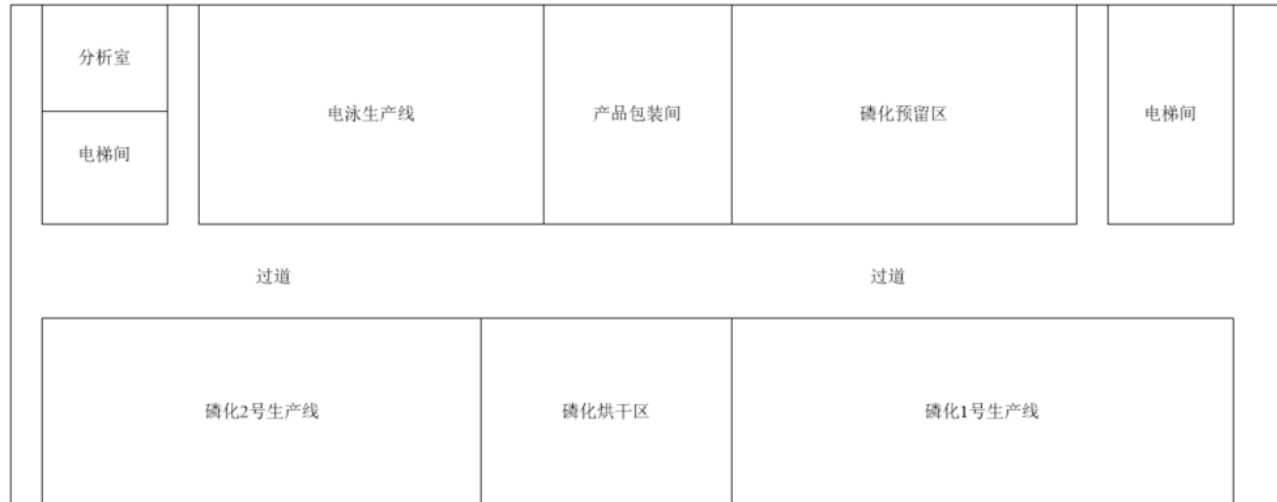 分析室
电泳生产线
产品包装间
磷化预留区
电梯间
电梯间
过道
过道
磷化2号生产线
磷化烘干区
磷化1号生产线